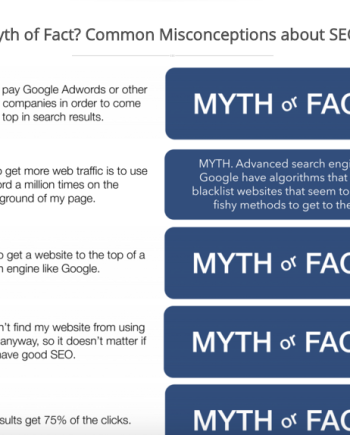 yth of Fact? Common Misconceptions about SEO
pay Google Adwords or other
companies in order to come
top in search results.
MYTH or FAC
o get more web traffic is to use
ord a million times on the
ground of my page.
MYTH. Advanced search engi
Google have algorithms that
blacklist websites that seem to
fishy methods to get to the
o get a website to the top of a
h engine like Google.
MYTH or FAC
n't find my website from using
anyway, so it doesn't matter if
have good SEO.
MYTH or FAC
sults get 75% of the clicks.
MYTH or FAC